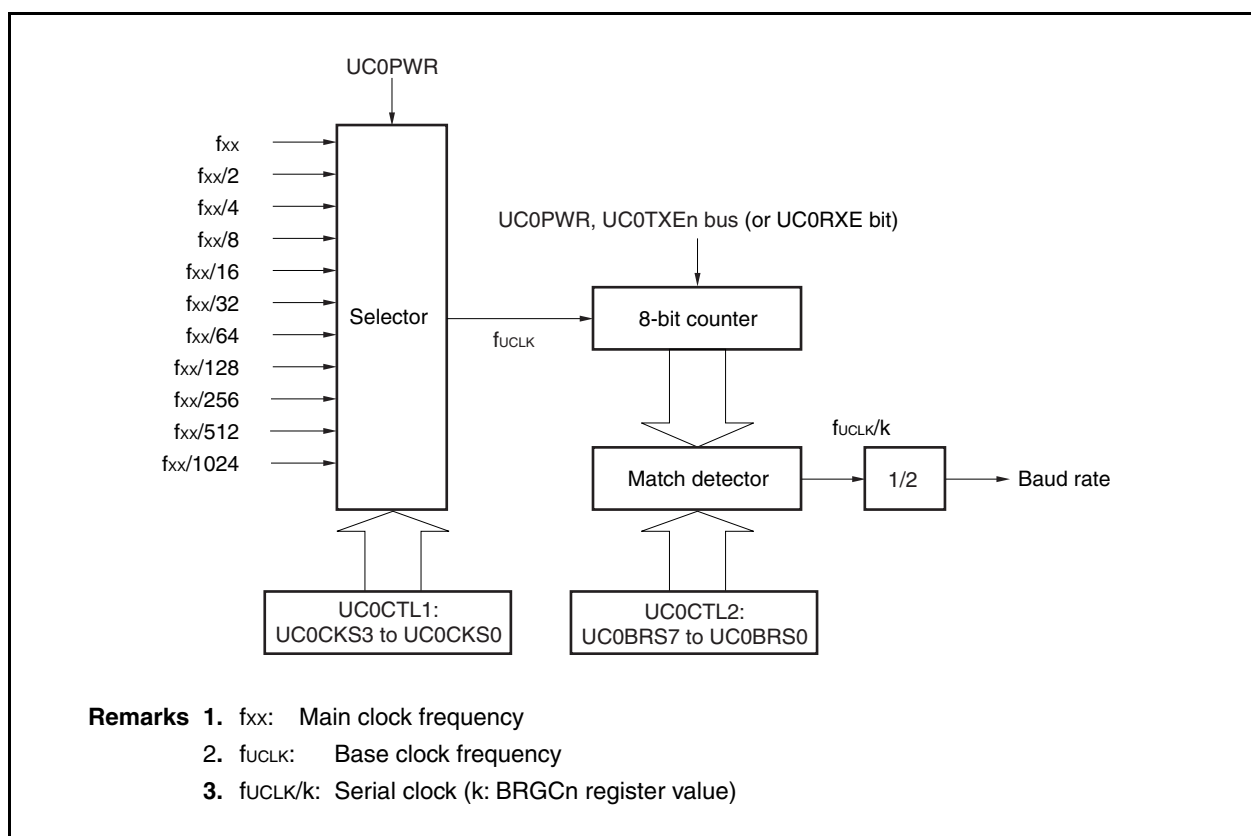 UC0PWR
fxx
fxx/2
fxx/4
fxx/8
fxx/16
fxx/32
fxx/64
fxx/128
fxx/256
fxx/512
fxx/1024
Selector
fUCLK
UC0PWR, UC0TXEn bus (or UC0RXE bit)
8-bit counter
Match detector
fUCLK/k
1/2
Baud rate
UC0CTL1:
UC0CKS3 to UC0CKS0
UC0CTL2:
UC0BRS7 to UC0BRS0
Remarks 1. fxx: Main clock frequency
2. fUCLK: Base clock frequency
3. fUCLK/k: Serial clock (k: BRGCn register value)